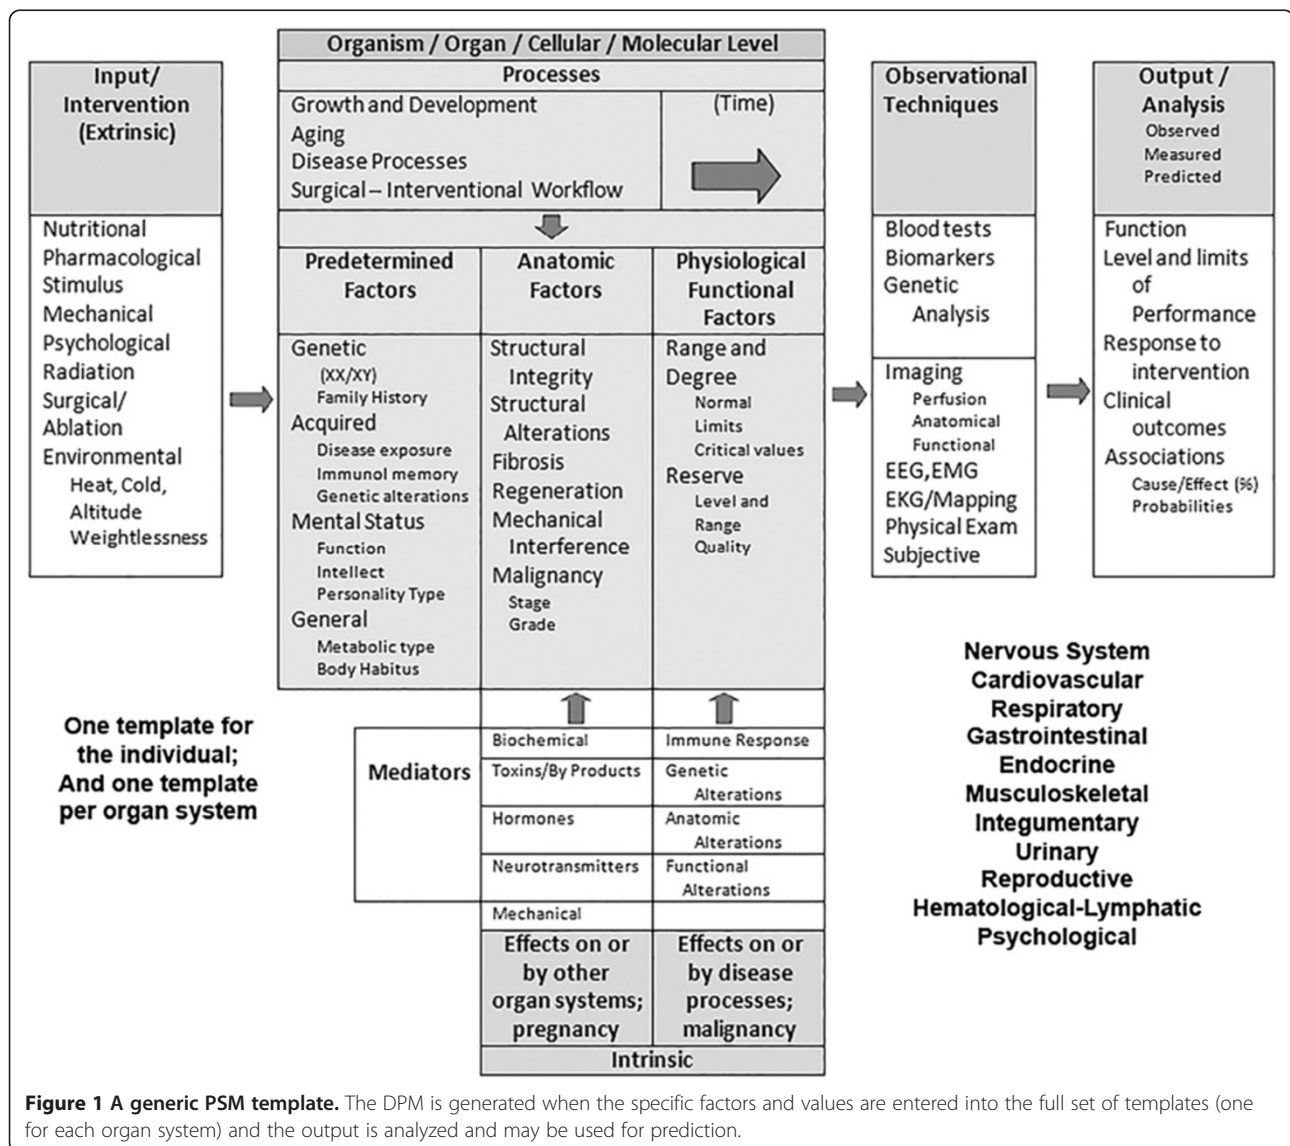 Organism / Organ / Cellular / Molecular Level
Processes
Growth and Development
Aging
Disease Processes
Surgical – Interventional Workflow
(Time)
Input/
Intervention
(Extrinsic)
Nutritional
Pharmacological
Stimulus
Mechanical
Psychological
Radiation
Surgical/
Ablation
Environmental
Heat, Cold,
Altitude
Weightlessness
Predetermined
Factors
Genetic
(XX/XY)
Family History
Acquired
Disease exposure
Immunol memory
Genetic alterations
Mental Status
Function
Intellect
Personality Type
General
Metabolic type
Body Habitus
Anatomic
Factors
Structural
Integrity
Structural
Alterations
Fibrosis
Regeneration
Mechanical
Interference
Malignancy
Stage
Grade
Physiological
Functional
Factors
Range and
Degree
Normal
Limits
Critical values
Reserve
Level and
Range
Quality
Observational
Techniques
Blood tests
Biomarkers
Genetic
Analysis
Imaging
Perfusion
Anatomical
Functional
EEG,EMG
EKG/Mapping
Physical Exam
Subjective
Output /
Analysis
Observed
Measured
Predicted
Function
Level and limits
of
Performance
Response to
intervention
Clinical
outcomes
Associations
Cause/Effect (%)
Probabilities
One template for
the individual;
And one template
per organ system
Mediators
Biochemical
Toxins/By Products
Hormones
Neurotransmitters
Mechanical
Immune Response
Genetic
Alterations
Anatomic
Alterations
Functional
Alterations
Effects on or
by other
organ systems;
pregnancy
Effects on or
by disease
processes;
malignancy
Intrinsic
Nervous System
Cardiovascular
Respiratory
Gastrointestinal
Endocrine
Musculoskeletal
Integumentary
Urinary
Reproductive
Hematological-Lymphatic
Psychological
Figure 1 A generic PSM template. The DPM is generated when the specific factors and values are entered into the full set of templates (one
for each organ system) and the output is analyzed and may be used for prediction.